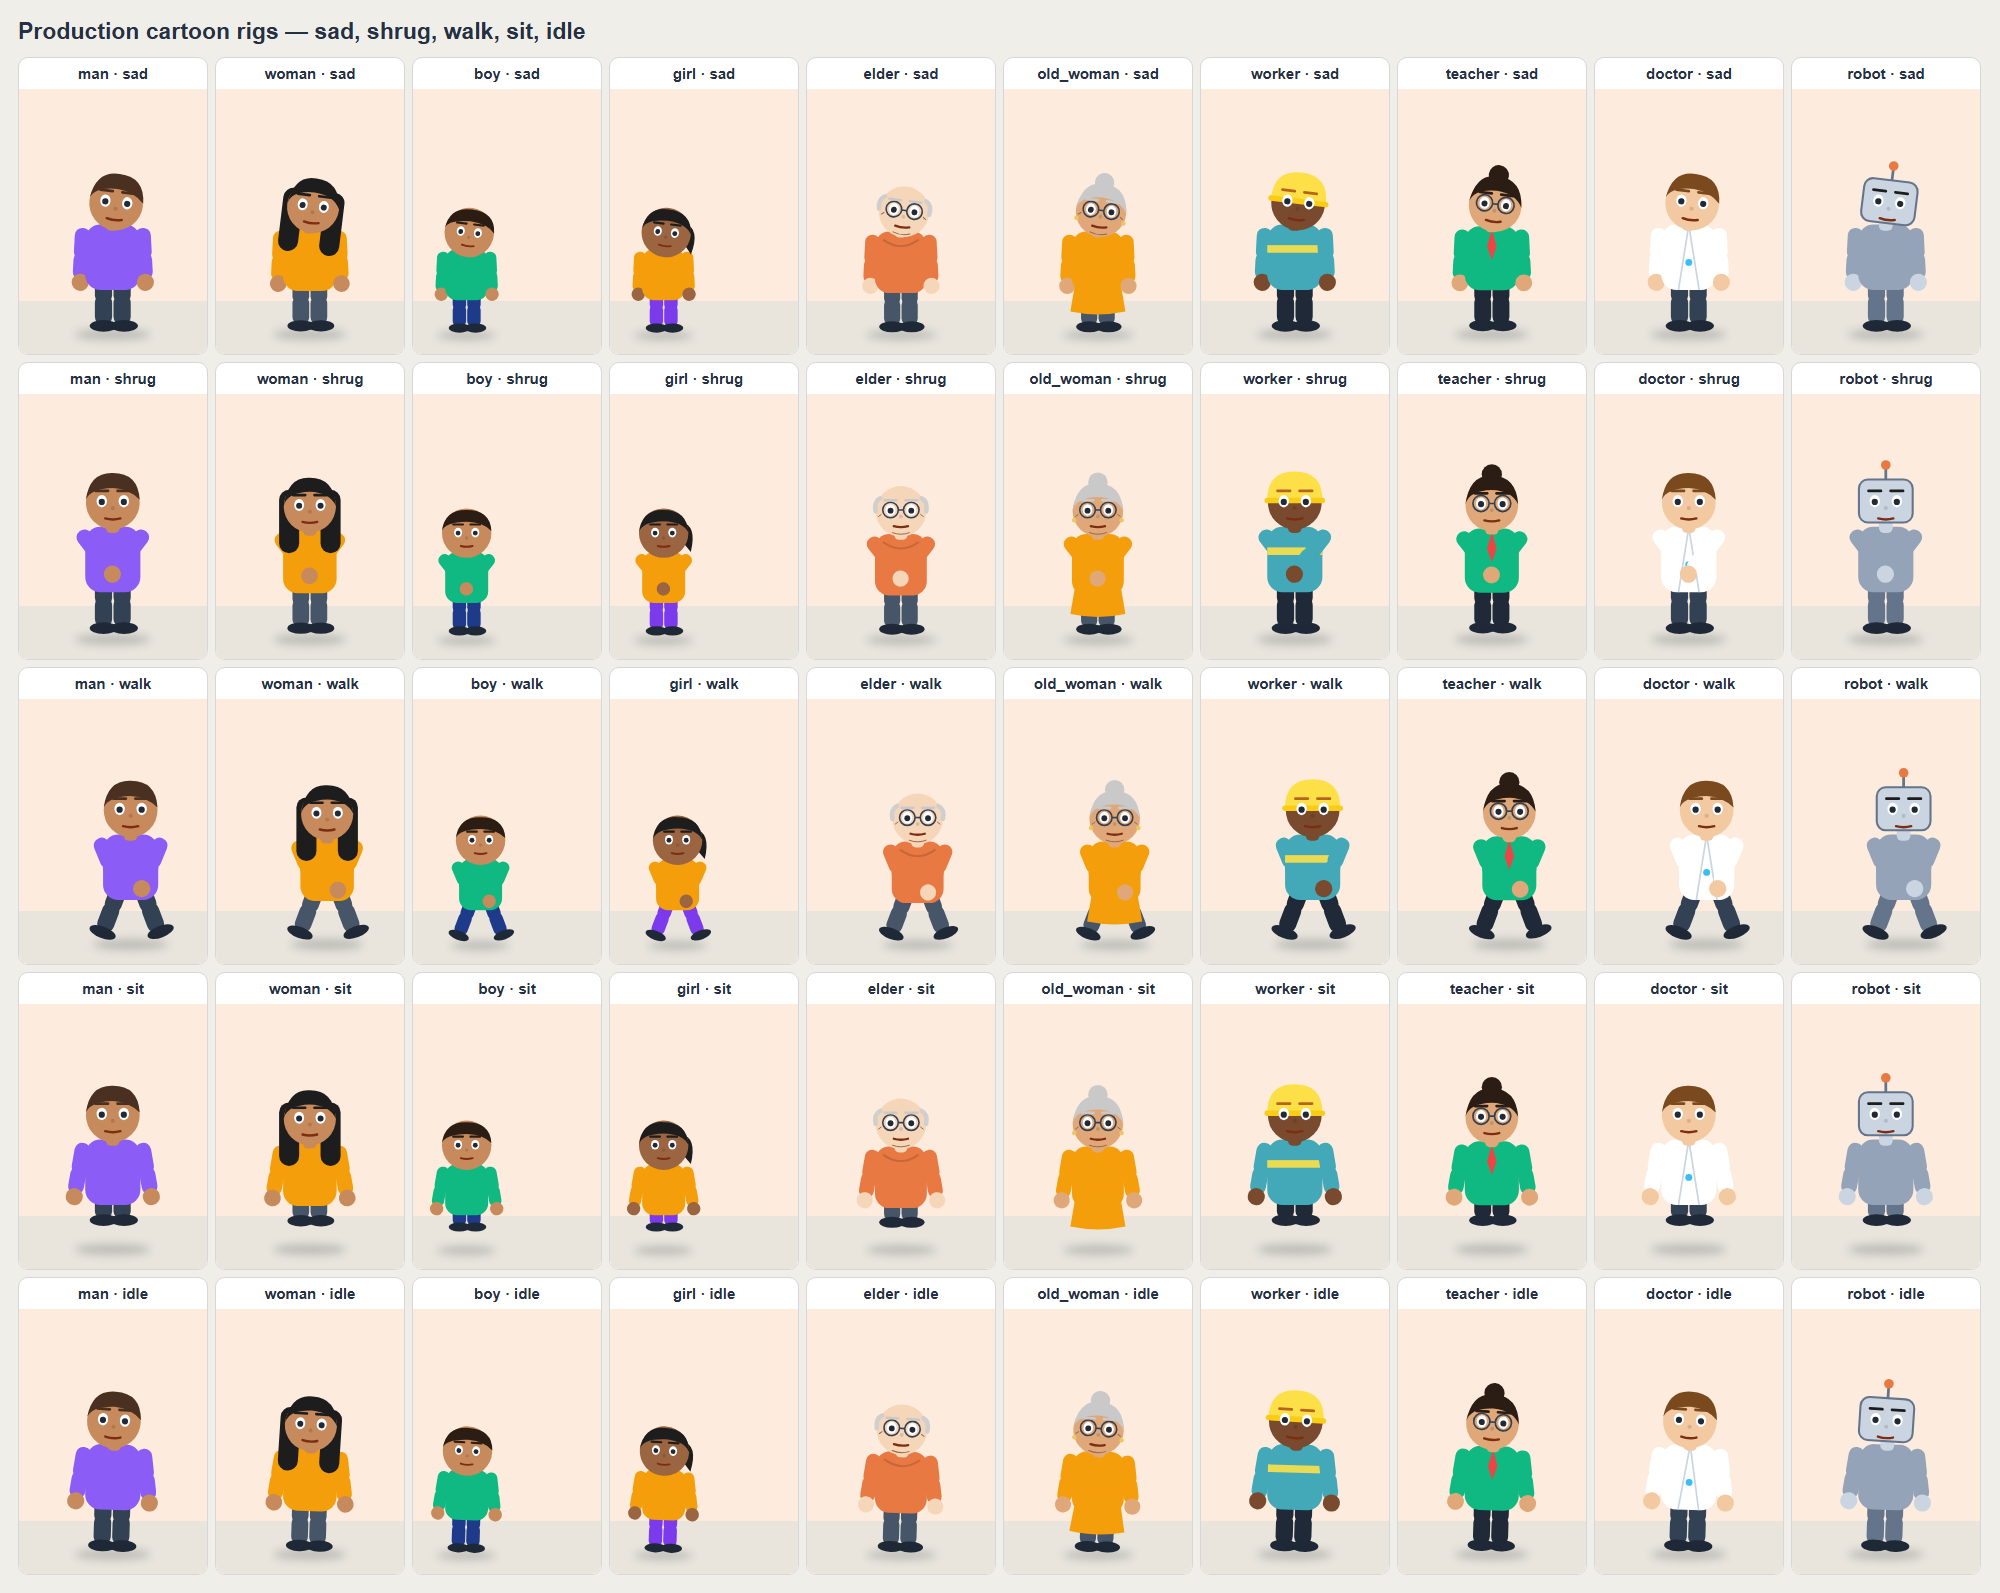 Production cartoon rigs — sad, shrug, walk, sit, idle
man · sad
woman · sad
boy · sad
girl · sad
elder · sad
old_woman · sad
worker · sad
teacher · sad
doctor · sad
robot · sad
man · shrug
woman · shrug
boy · shrug
girl · shrug
elder · shrug
old_woman · shrug
worker · shrug
teacher · shrug
doctor · shrug
robot · shrug
man · walk
woman · walk
boy · walk
girl · walk
elder · walk
old_woman · walk
worker · walk
teacher · walk
doctor · walk
robot · walk
man · sit
woman · sit
boy · sit
girl · sit
elder · sit
old_woman · sit
worker · sit
teacher · sit
doctor · sit
robot · sit
man · idle
woman · idle
boy · idle
girl · idle
elder · idle
old_woman · idle
worker · idle
teacher · idle
doctor · idle
robot · idle